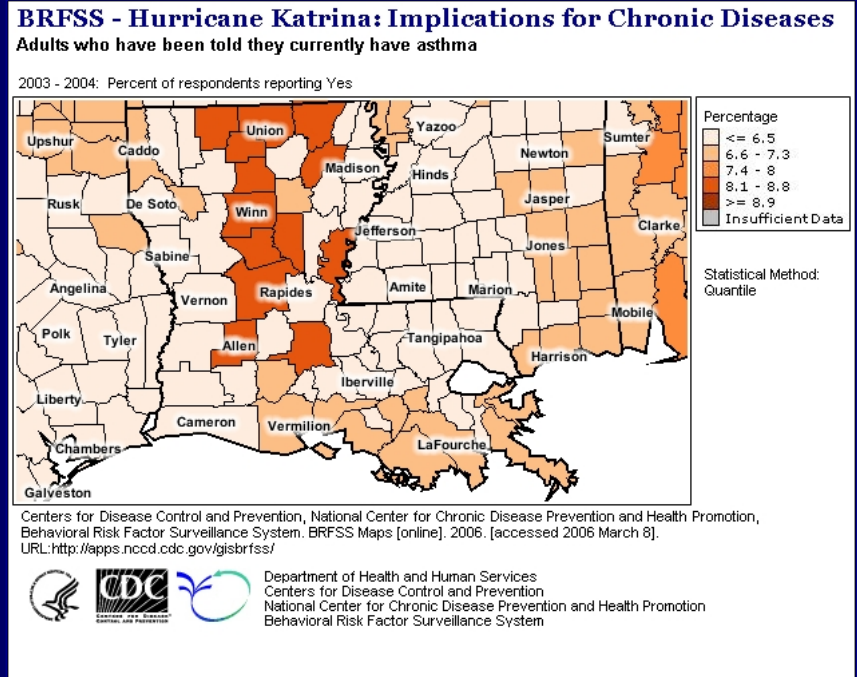 BRFSS - Hurricane Katrina: Implications for Chronic Diseases
Adults who have been told they currently have asthma
2003 - 2004: Percent of respondents reporting Yes
Upshur
Caddo
Union
Yazoo
Sumter
Madison
Hinds
Newton
Rusk
De Soto
Winn
Jasper
Jefferson
Jones
Clarke
Sabine
Angelina
Vernon
Rapides
Amite
Marion
Polk
Tyler
Allen
Tangipahoa
Mobile
Harrison
Iberville
Liberty
Cameron
Vermilion
Chambers
LaFourche
Galveston
Percentage
<= 6.5
6.6 - 7.3
7.4 - 8
8.1 - 8.8
>= 8.9
Insufficient Data
Statistical Method:
Quantile
Centers for Disease Control and Prevention, National Center for Chronic Disease Prevention and Health Promotion,
Behavioral Risk Factor Surveillance System. BRFSS Maps [online]. 2006. [accessed 2006 March 8].
URL:http://apps.nccd.cdc.gov/gisbrfss/
CDC
CENTERS FOR DISEASE
CONTROL AND PREVENTION
Department of Health and Human Services
Centers for Disease Control and Prevention
National Center for Chronic Disease Prevention and Health Promotion
Behavioral Risk Factor Surveillance System